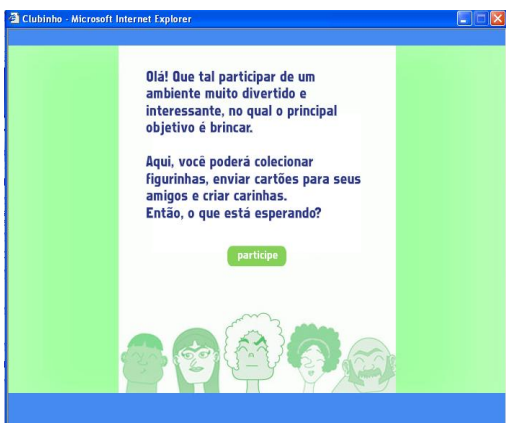 Clubinho - Microsoft Internet Explorer
Olá! Que tal participar de um
ambiente muito divertido e
interessante, no qual o principal
objetivo é brincar.
Aqui, você poderá colecionar
figurinhas, enviar cartões para seus
amigos e criar carinhas.
Então, o que está esperando?
participe